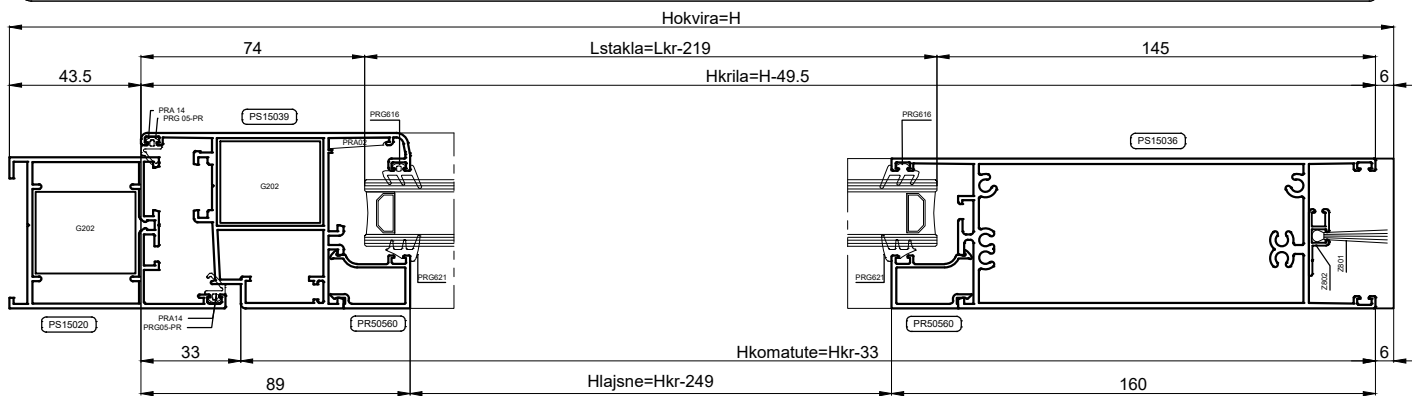 Hokvira=H
74
Lstakla=Lkr-219
145
43.5
Hkrila=H-49.5
6
PRA 14
PRG 05-PR
PS15039
PRG616
PRG616
PS15036
PRA02
G202
G202
PRG621
PRG621
Z802
Z801
PS15020
PRA14
PRG05-PR
PR50560
PR50560
33
Hkomatute=Hkr-33
6
89
Hlajsne=Hkr-249
160